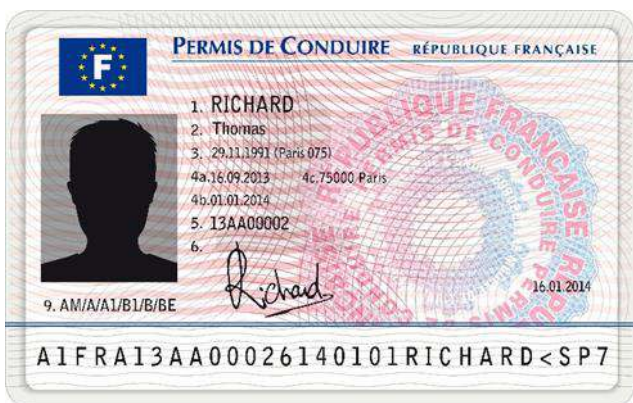 F
PERMIS DE CONDUIRE RÉPUBLIQUE FRANÇAISE
1. RICHARD
2. Thomas
3. 29.11.1991 (Paris 075)
4a.16.09.2013 4c.75000 Paris
4b.01.01.2014
5. 13AA00002
6.
Richard
16.01.2014
9. AM/A/A1/B1/B/BE
A1FRA13AA00026140101RICHARD<SP7